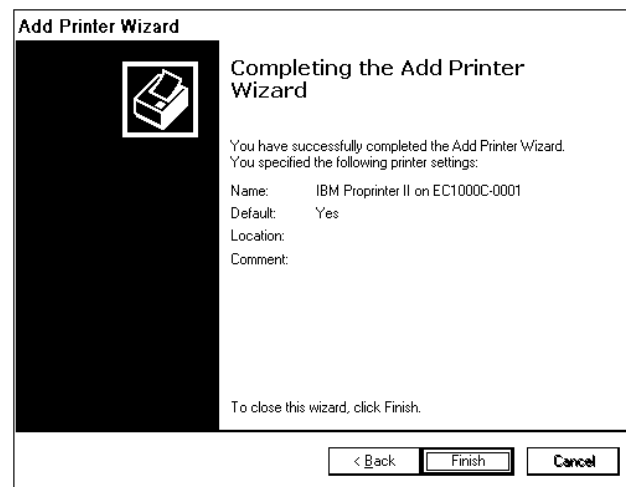 Add Printer Wizard
Completing the Add Printer
Wizard
You have successfully completed the Add Printer Wizard.
You specified the following printer settings:
Name: IBM Proprinter II on EC1000C-0001
Default: Yes
Location:
Comment:
To close this wizard, click Finish.
< Back Finish Cancel